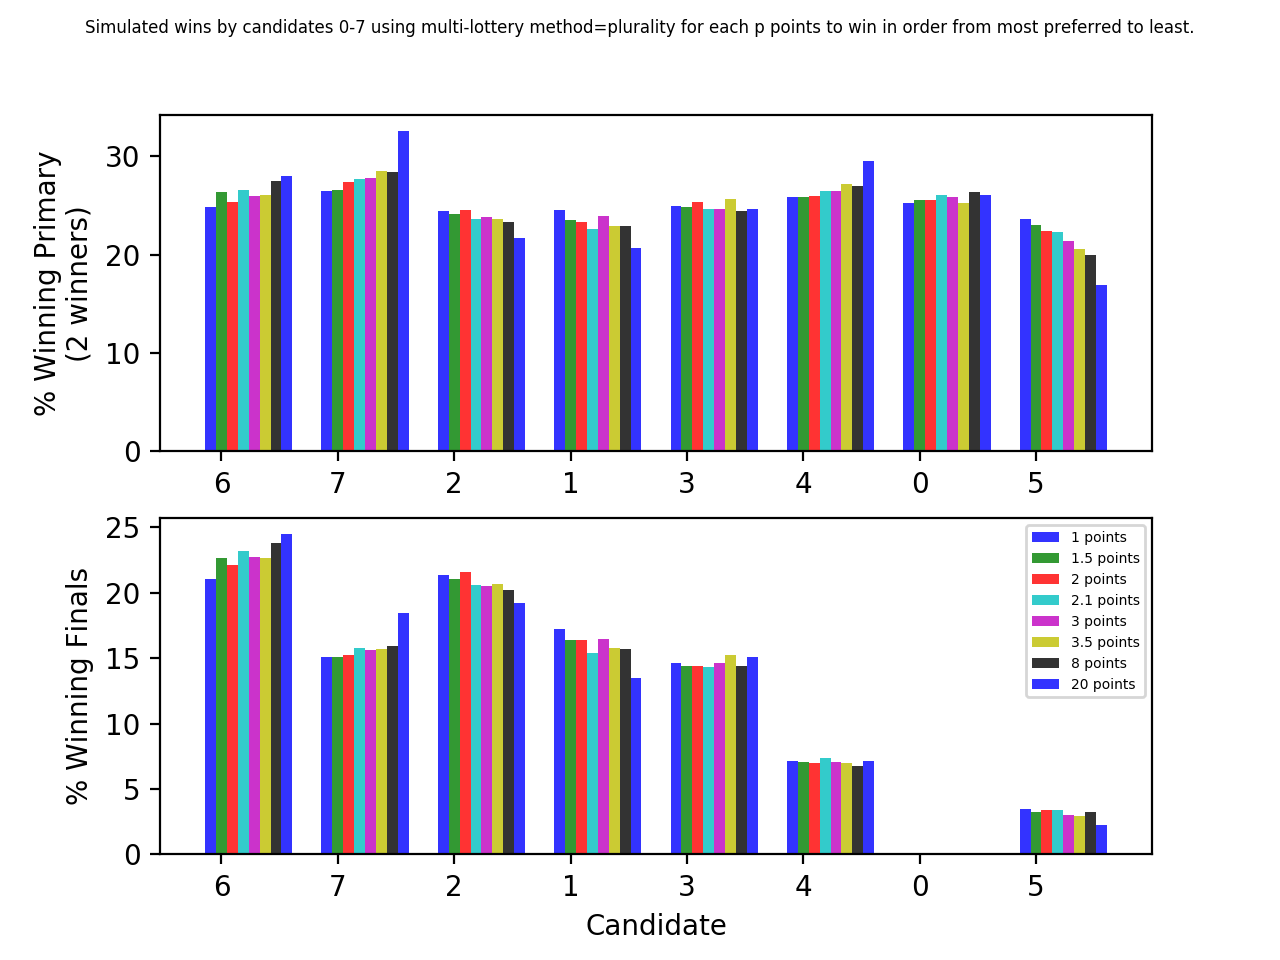 Simulated wins by candidates 0-7 using multi-lottery method=plurality for each p points to win in order from most preferred to least.
% Winning Primary
(2 winners)
30
20
10
0
6 7 2 1 3 4 0 5
% Winning Finals
25
20
15
10
5
0
1 points
1.5 points
2 points
2.1 points
3 points
3.5 points
8 points
20 points
6 7 2 1 3 4 0 5
Candidate